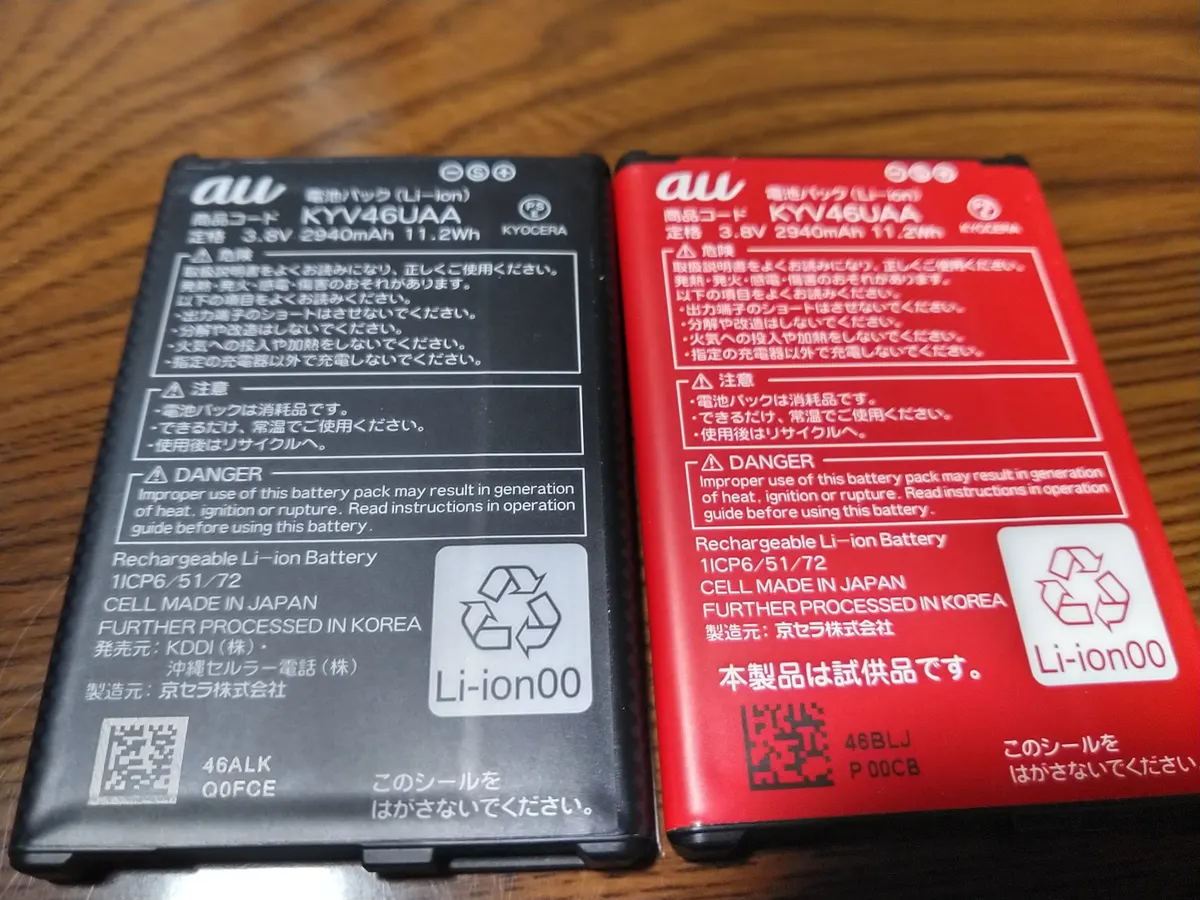 au
電池パック(Li-ion)
商品コード KYV46UAA
定格 3.8V 2940mAh 11.2Wh
PS
E
KYOCERA
危険
取扱説明書をよくお読みになり、正しくご使用ください。
発熱・発火・感電・傷害のおそれがあります。
以下の項目をよくお読みください。
・出力端子のショートはさせないでください。
・分解や改造はしないでください。
・火気への投入や加熱をしないでください。
・指定の充電器以外で充電しないでください。
注意
・電池パックは消耗品です。
・できるだけ、常温でご使用ください。
・使用後はリサイクルへ。
DANGER
Improper use of this battery pack may result in generation
of heat, ignition or rupture. Read instructions in operation
guide before using this battery.
Rechargeable Li-ion Battery
1ICP6/51/72
CELL MADE IN JAPAN
FURTHER PROCESSED IN KOREA
発売元：KDDI(株)・
沖縄セルラー電話(株)
製造元：京セラ株式会社
Li-ion00
46ALK
Q0FCE
このシールを
はがさないでください。
au
電池パック(Li-ion)
商品コード KYV46UAA
定格 3.8V 2940mAh 11.2Wh
PS
E
KYOCERA
危険
取扱説明書をよくお読みになり、正しくご使用ください。
発熱・発火・感電・傷害のおそれがあります。
以下の項目をよくお読みください。
・出力端子のショートはさせないでください。
・分解や改造はしないでください。
・火気への投入や加熱をしないでください。
・指定の充電器以外で充電しないでください。
注意
・電池パックは消耗品です。
・できるだけ、常温でご使用ください。
・使用後はリサイクルへ。
DANGER
Improper use of this battery pack may result in generation
of heat, ignition or rupture. Read instructions in operation
guide before using this battery.
Rechargeable Li-ion Battery
1ICP6/51/72
CELL MADE IN JAPAN
FURTHER PROCESSED IN KOREA
製造元：京セラ株式会社
本製品は試供品です。
Li-ion00
46BLJ
P00CB
このシールを
はがさないでください